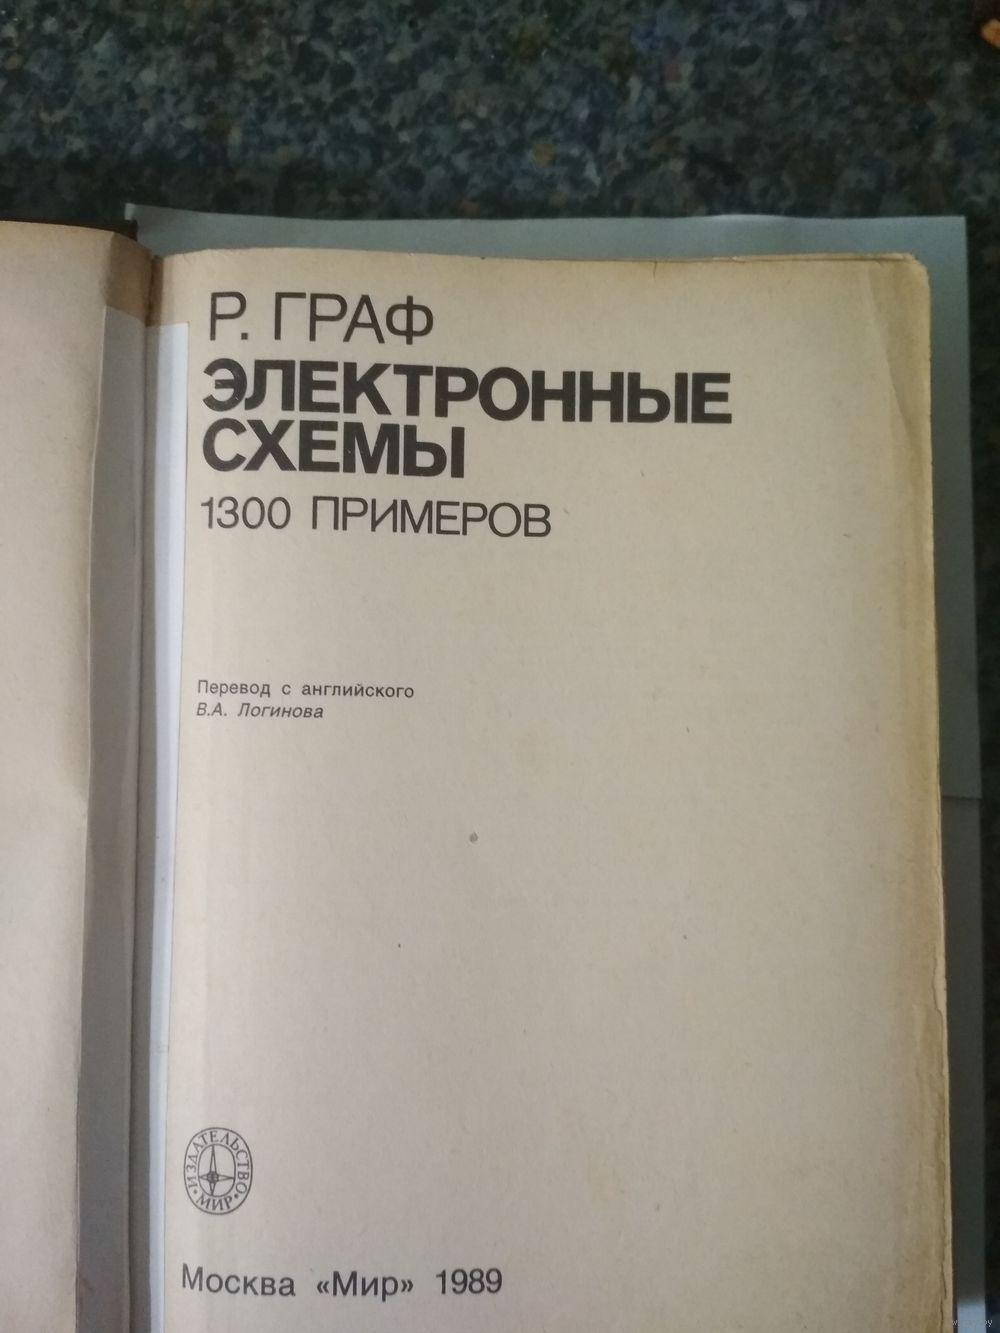 Р. ГРАФ
ЭЛЕКТРОННЫЕ
СХЕМЫ
1300 ПРИМЕРОВ
Перевод с английского
В.А. Логинова
ИЗДАТЕЛЬСТВО
МИР
Москва «Мир» 1989